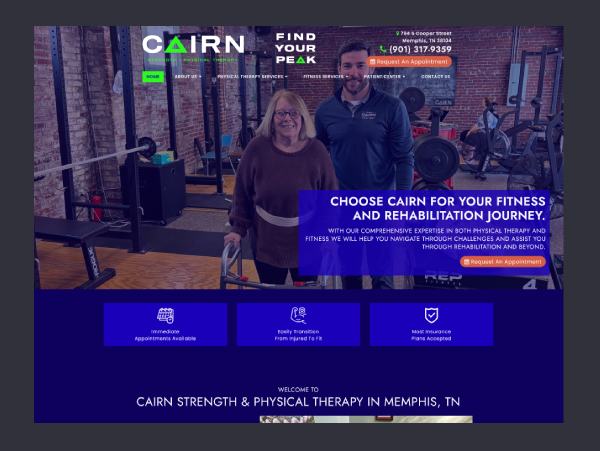 CAIRN
STRENGTH & PHYSICAL THERAPY
FIND
YOUR
PEAK
794 S Cooper Street
Memphis, TN 38104
(901) 317-9359
Request An Appointment
HOME
ABOUT US
PHYSICAL THERAPY SERVICES
FITNESS SERVICES
PATIENT CENTER
CONTACT US
CHOOSE CAIRN FOR YOUR FITNESS
AND REHABILITATION JOURNEY.
WITH OUR COMPREHENSIVE EXPERTISE IN BOTH PHYSICAL THERAPY AND
FITNESS WE WILL HELP YOU NAVIGATE THROUGH CHALLENGES AND ASSIST YOU
THROUGH REHABILITATION AND BEYOND.
Request An Appointment
REP
4
Immediate
Appointments Available
Easily Transition
From Injured To Fit
Most Insurance
Plans Accepted
WELCOME TO
CAIRN STRENGTH & PHYSICAL THERAPY IN MEMPHIS, TN